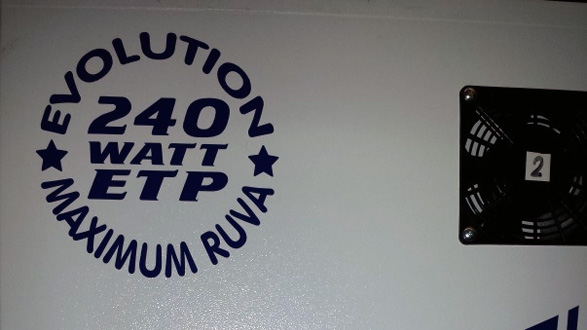 EVOLUTION
240
WATT
ETP
MAXIMUM RUVA
2